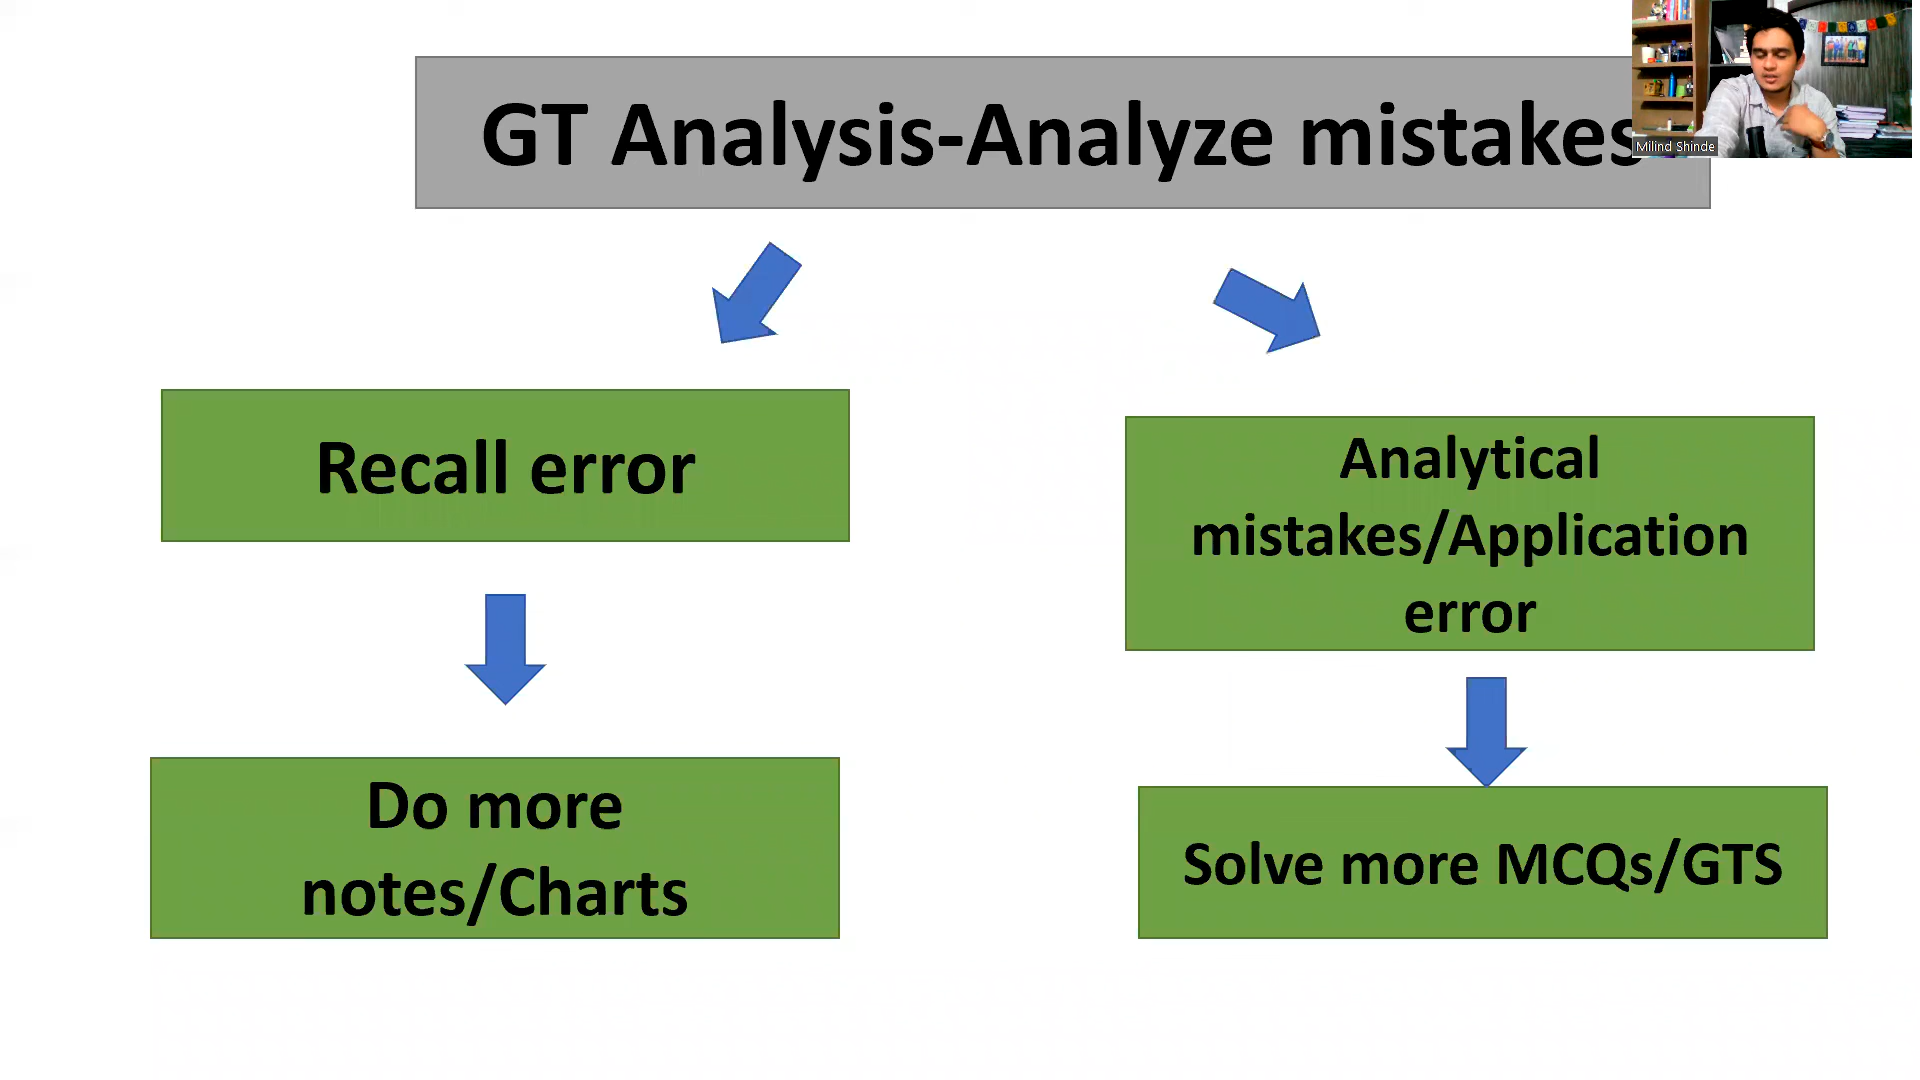 GT Analysis-Analyze mistakes
Milind Shinde
Recall error
Analytical
mistakes/Application
error
Do more
notes/Charts
Solve more MCQs/GTS